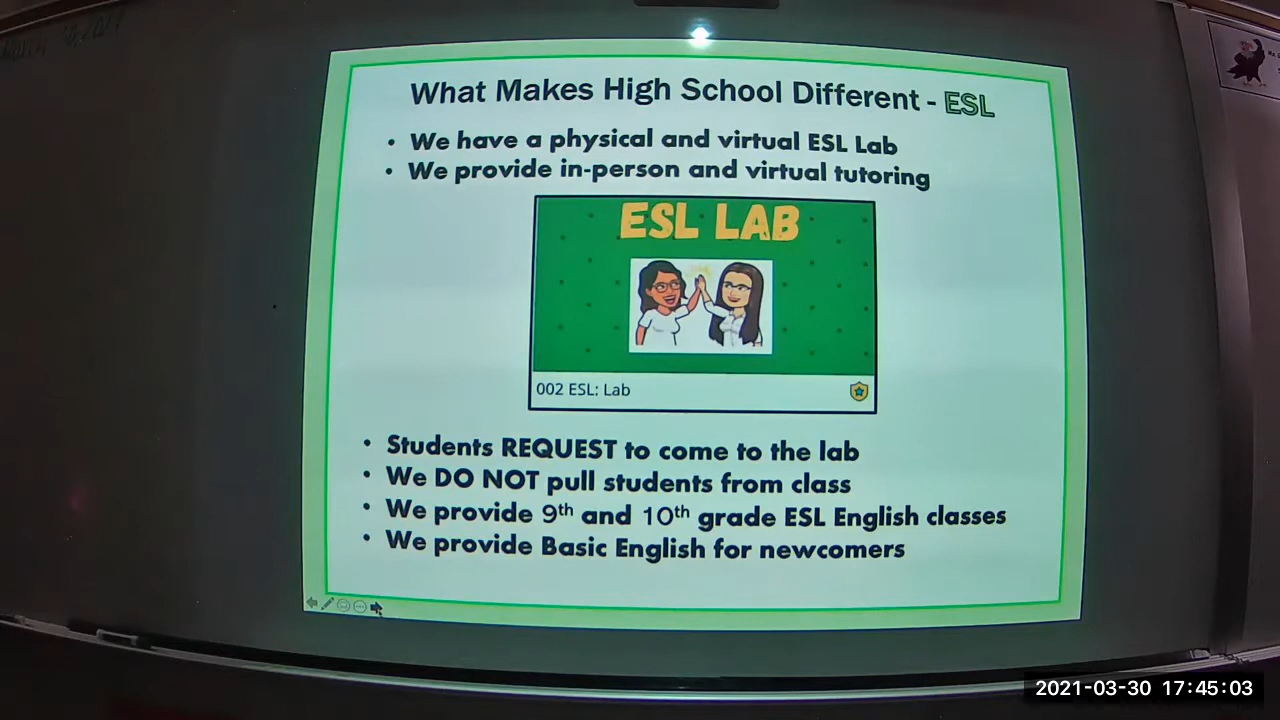 What Makes High School Different - ESL
• We have a physical and virtual ESL Lab
• We provide in-person and virtual tutoring
ESL LAB
002 ESL: Lab
• Students REQUEST to come to the lab
• We DO NOT pull students from class
• We provide 9th and 10th grade ESL English classes
• We provide Basic English for newcomers
2021-03-30 17:45:03